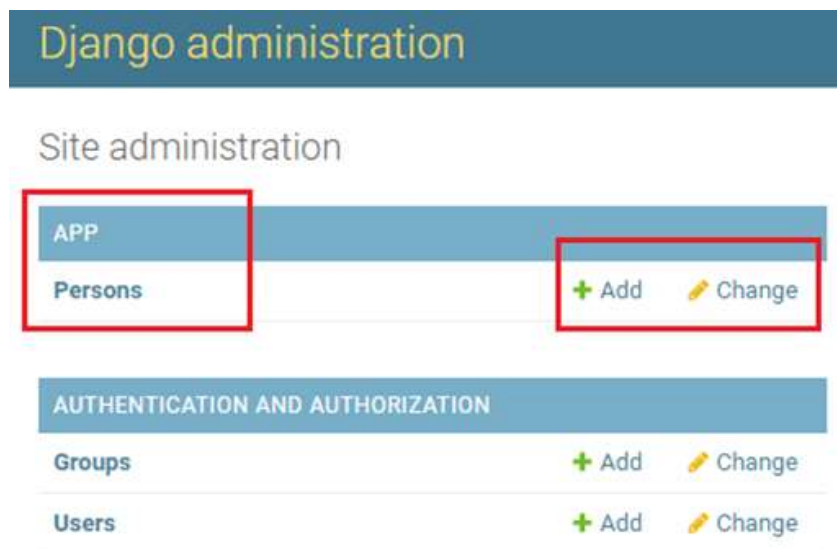 Django administration
Site administration
APP
Persons Add Change
AUTHENTICATION AND AUTHORIZATION
Groups Add Change
Users Add Change